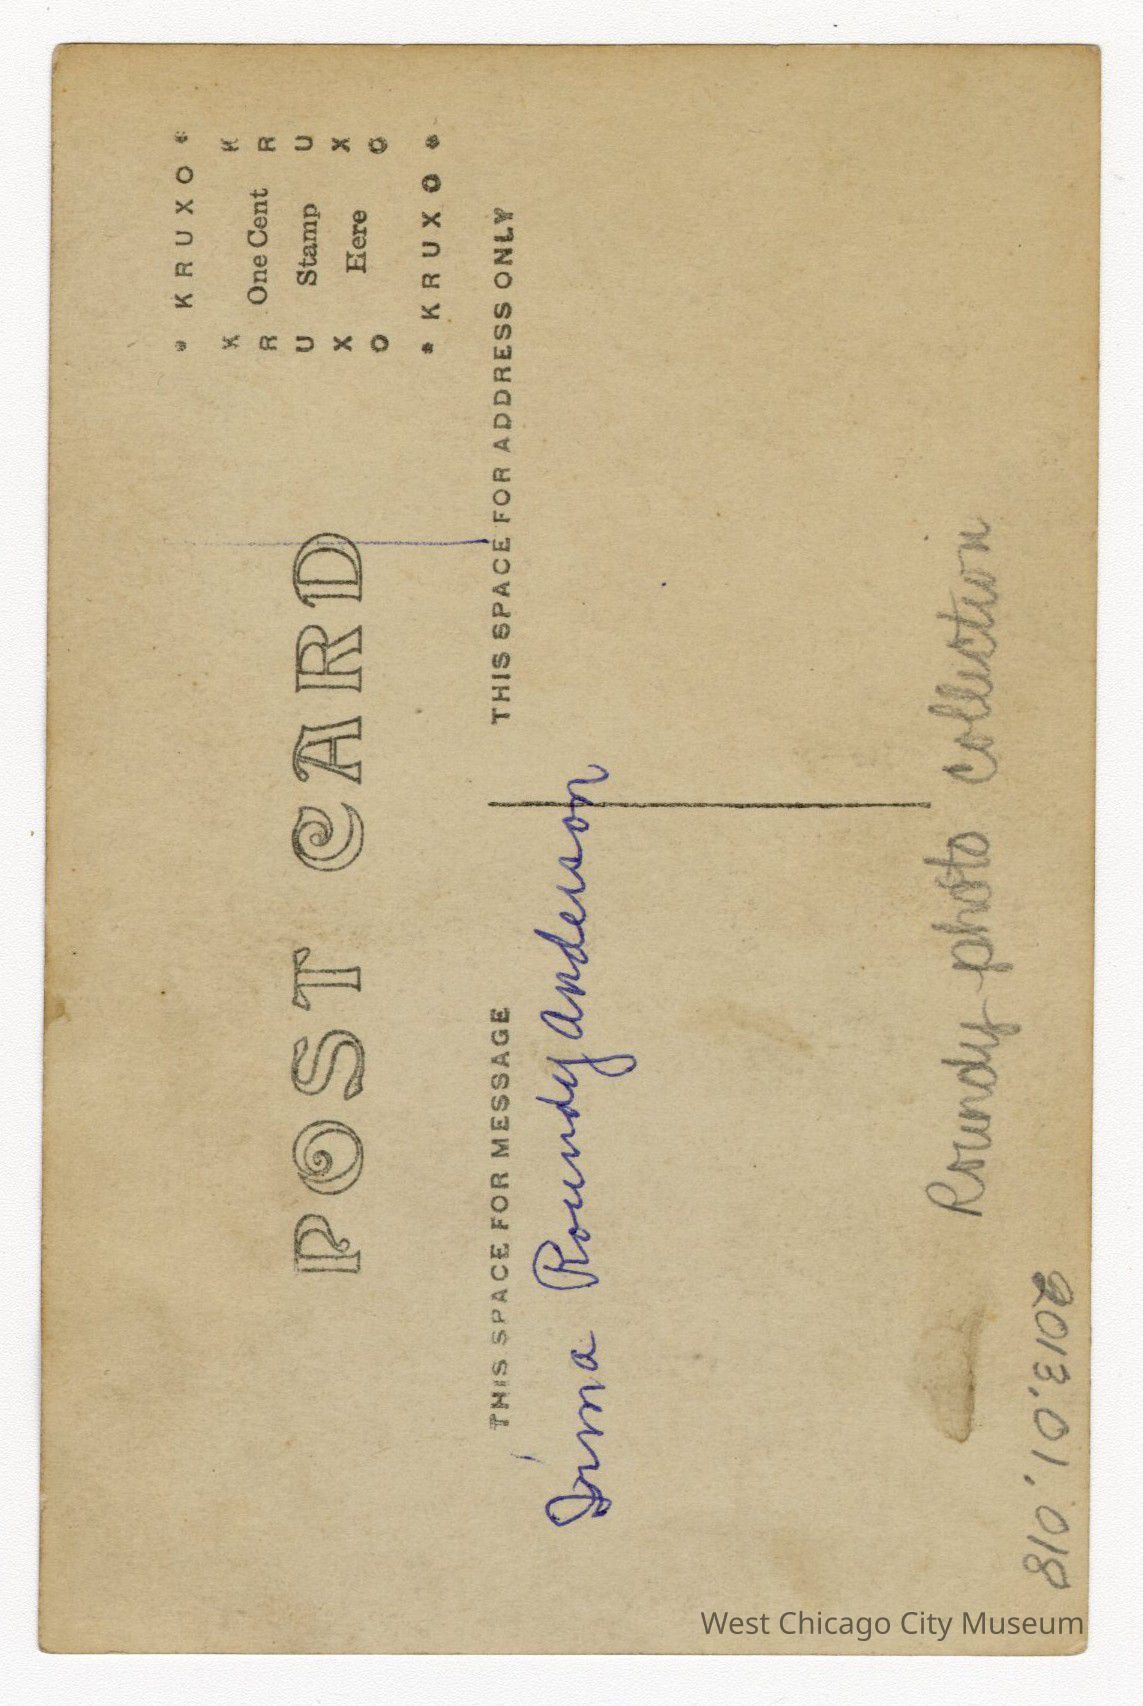 * KRUXO *
K K
R One Cent R
U Stamp U
X Here X
O O
* KRUXO *
POST CARD
THIS SPACE FOR MESSAGE
THIS SPACE FOR ADDRESS ONLY
Irma Roundy Anderson
Roundy photo collection
2013.01.018
West Chicago City Museum